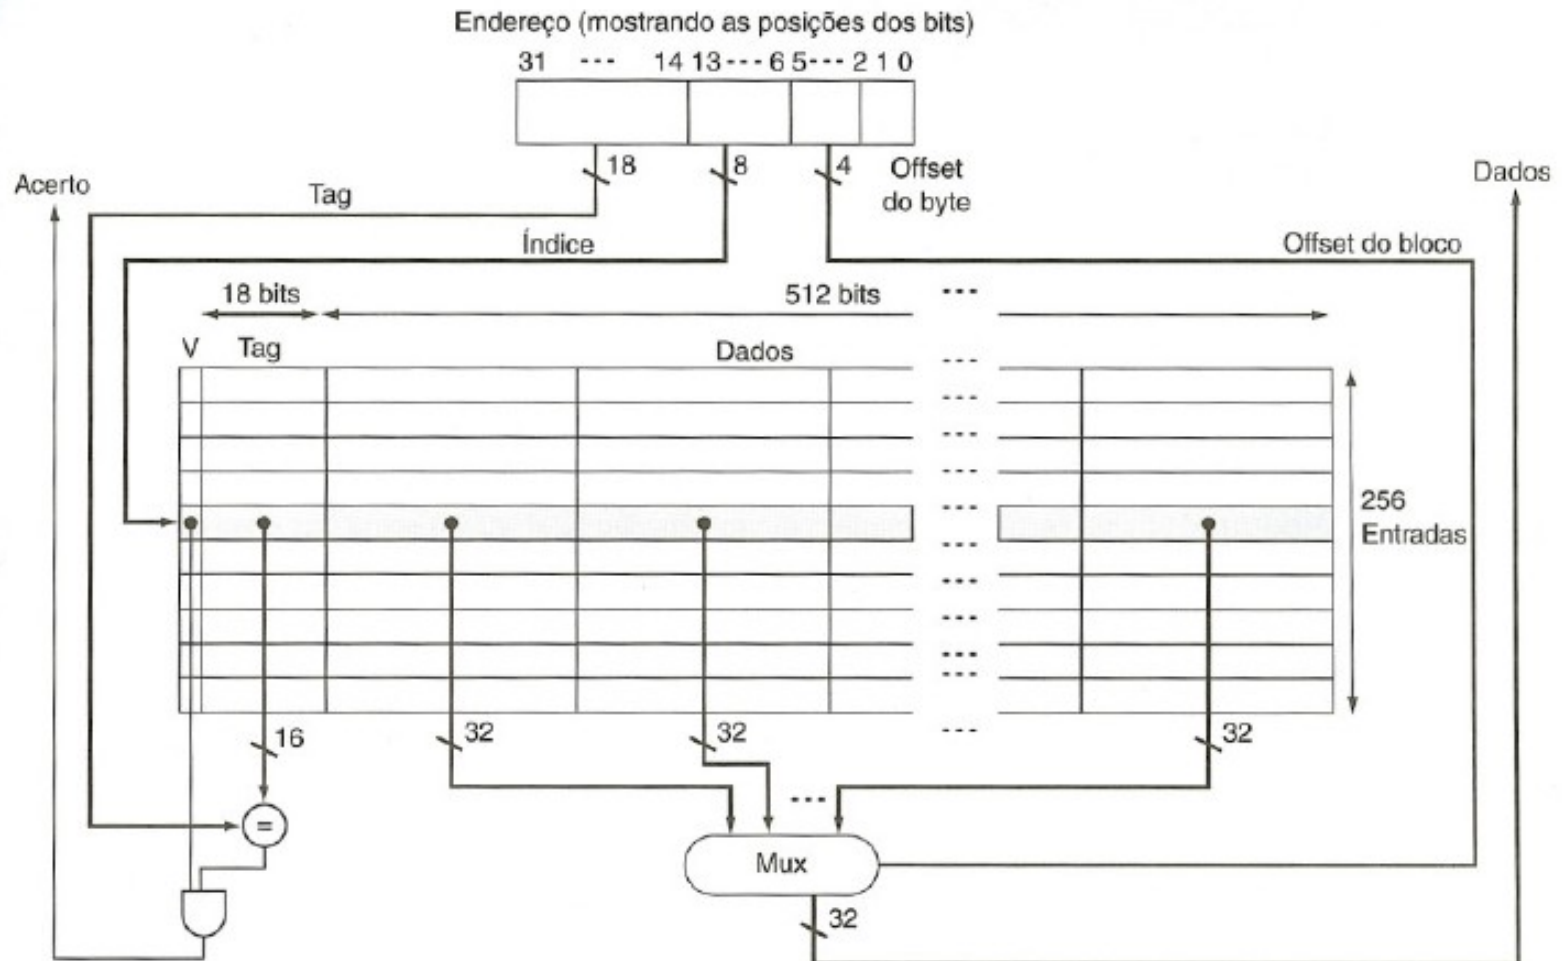 Endereço (mostrando as posições dos bits)
31 --- 14 13 --- 6 5 --- 2 1 0
18 8 4 Offset
do byte
Acerto
Dados
Tag
Índice
Offset do bloco
18 bits
512 bits
---
V Tag Dados
---
---
---
---
---
---
---
---
---
---
---
256
Entradas
16 32 32 32
---
=
Mux
32